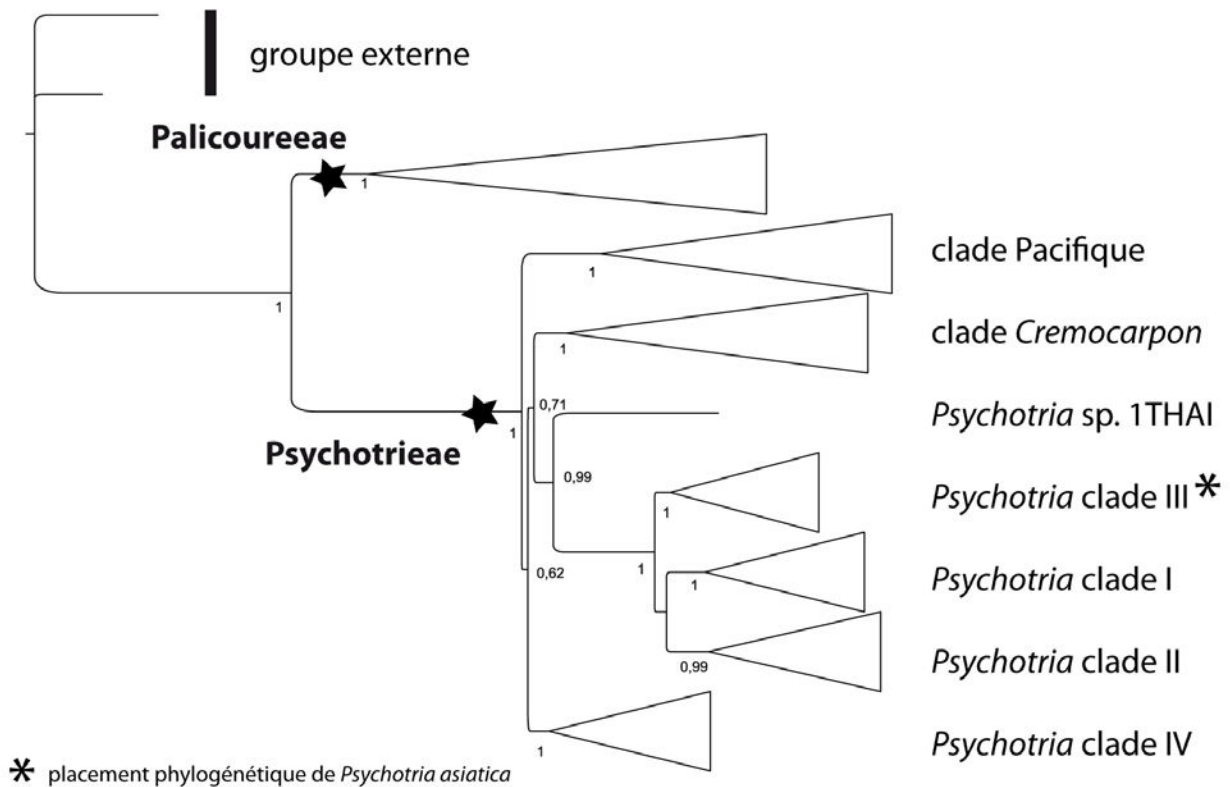 groupe externe
Palicoureeae
1
clade Pacifique
1
1
clade Cremocarpon
1
0,71
Psychotria sp. 1THAI
1
Psychotrieae
0,99
Psychotria clade III*
1
1
0,62
Psychotria clade I
1
Psychotria clade II
0,99
Psychotria clade IV
1
* placement phylogénétique de Psychotria asiatica